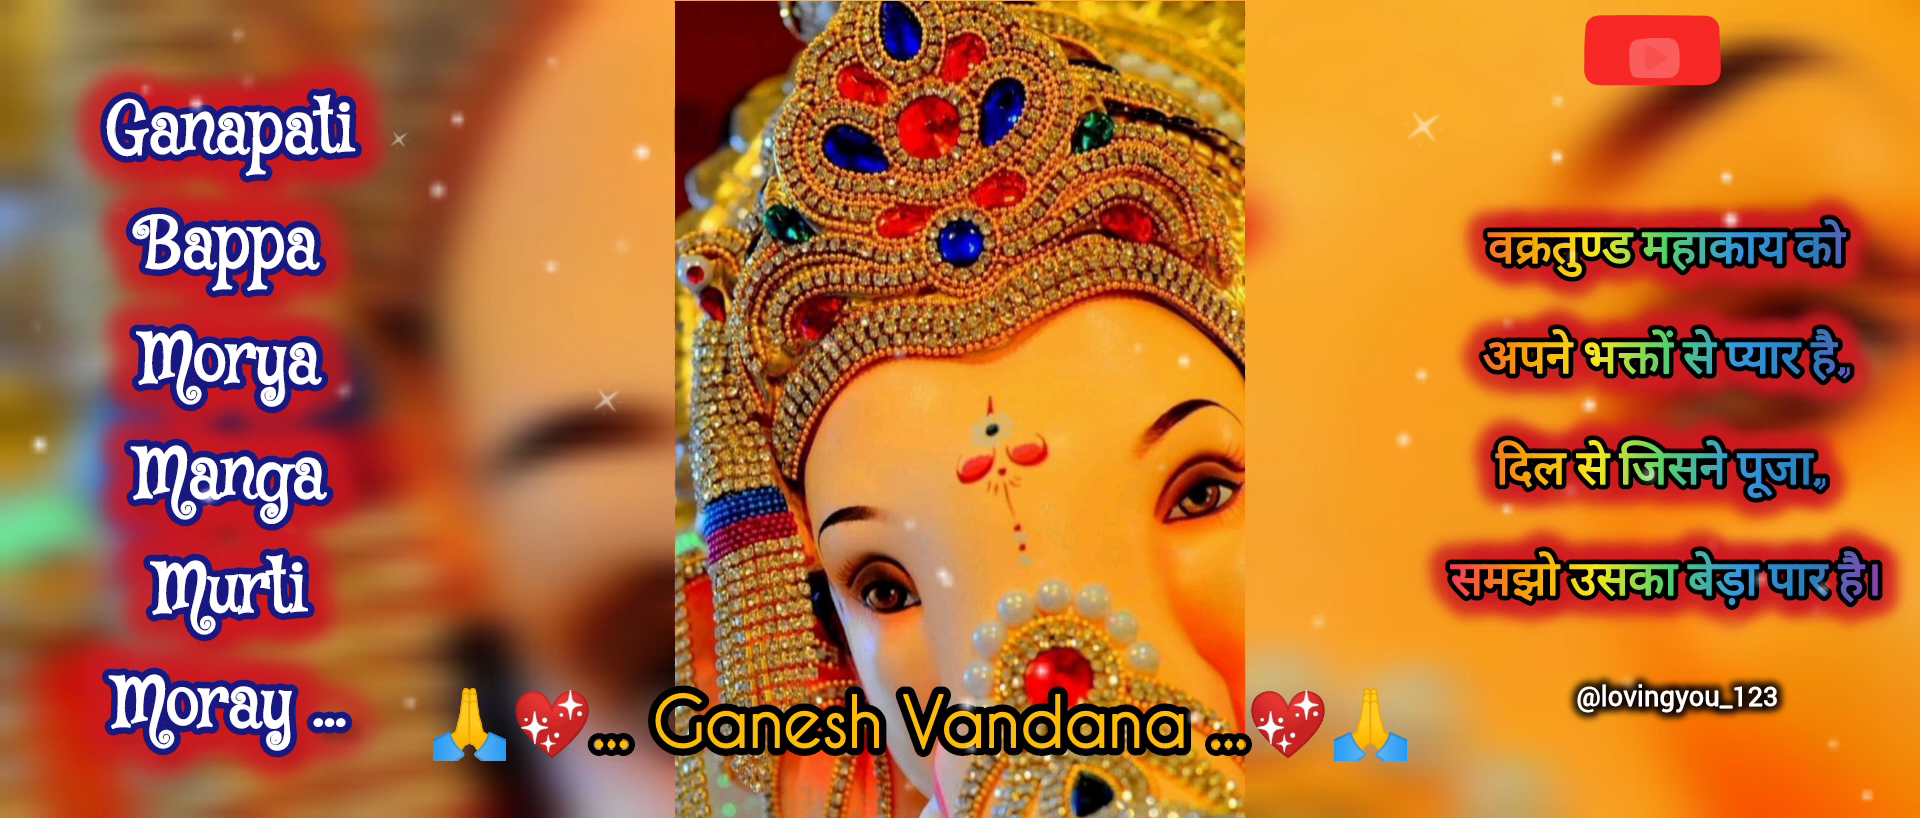 Ganapati
Bappa
Morya
Manga
Murti
Moray ...
वक्रतुण्ड महाकाय को
अपने भक्तों से प्यार है,,
दिल से जिसने पूजा,,
समझो उसका बेड़ा पार है।
@lovingyou_123
🙏💖... Ganesh Vandana ...💖🙏